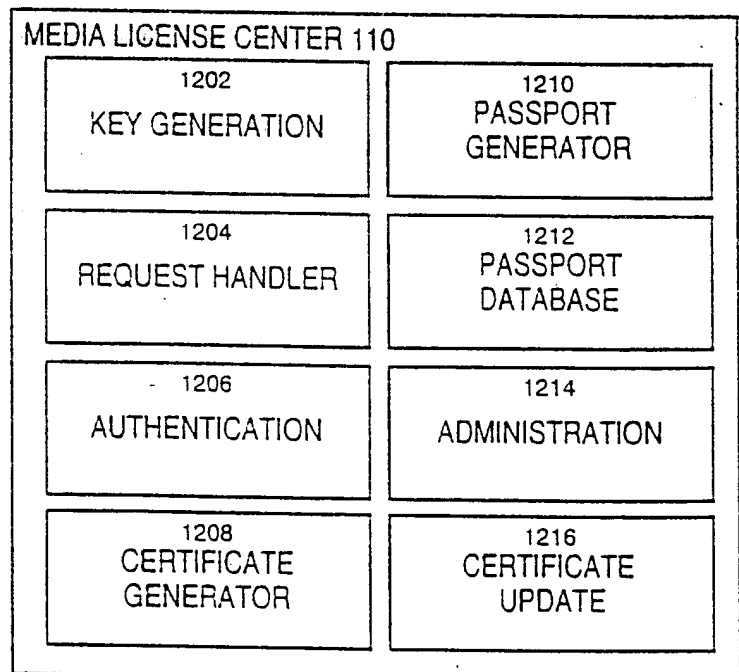 MEDIA LICENSE CENTER 110
1202
KEY GENERATION
1210
PASSPORT
GENERATOR
1204
REQUEST HANDLER
1212
PASSPORT
DATABASE
1206
AUTHENTICATION
1214
ADMINISTRATION
1208
CERTIFICATE
GENERATOR
1216
CERTIFICATE
UPDATE